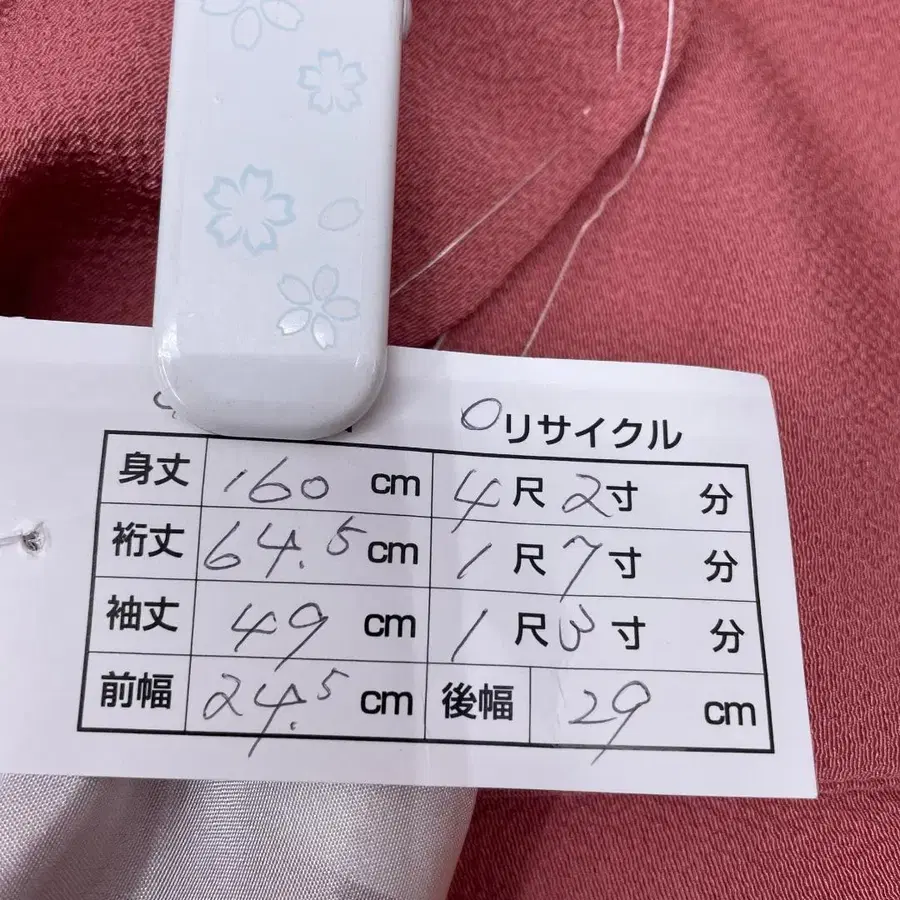 ○リサイクル
身丈 160 cm 4尺 2寸 分
裄丈 64.5 cm 1尺 7寸 分
袖丈 49 cm 1尺 3寸 分
前幅 24.5 cm 後幅 29 cm